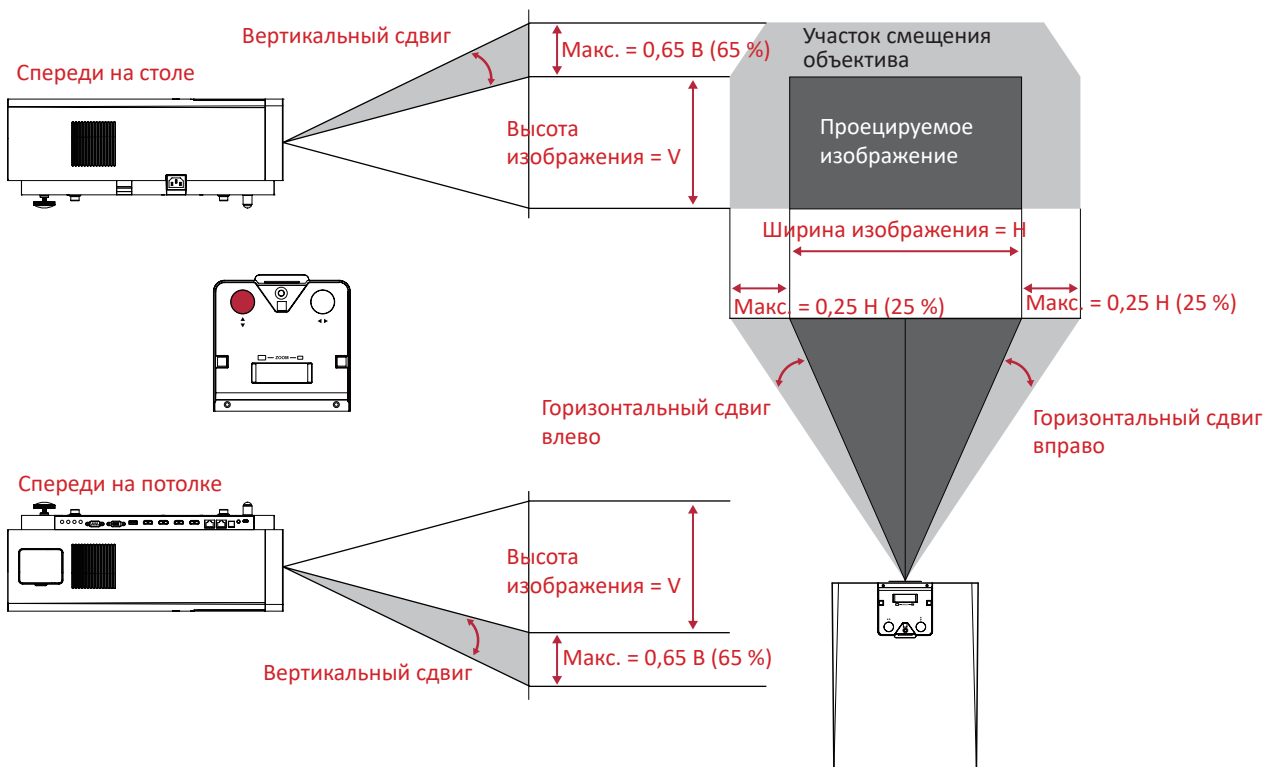 Вертикальный сдвиг
Макс. = 0,65 В (65 %)
Участок смещения
объектива
Спереди на столе
Высота
изображения = V
Проецируемое
изображение
Ширина изображения = H
Макс. = 0,25 H (25 %)
Макс. = 0,25 H (25 %)
ZOOM
Горизонтальный сдвиг
влево
Горизонтальный сдвиг
вправо
Спереди на потолке
Высота
изображения = V
Макс. = 0,65 В (65 %)
Вертикальный сдвиг